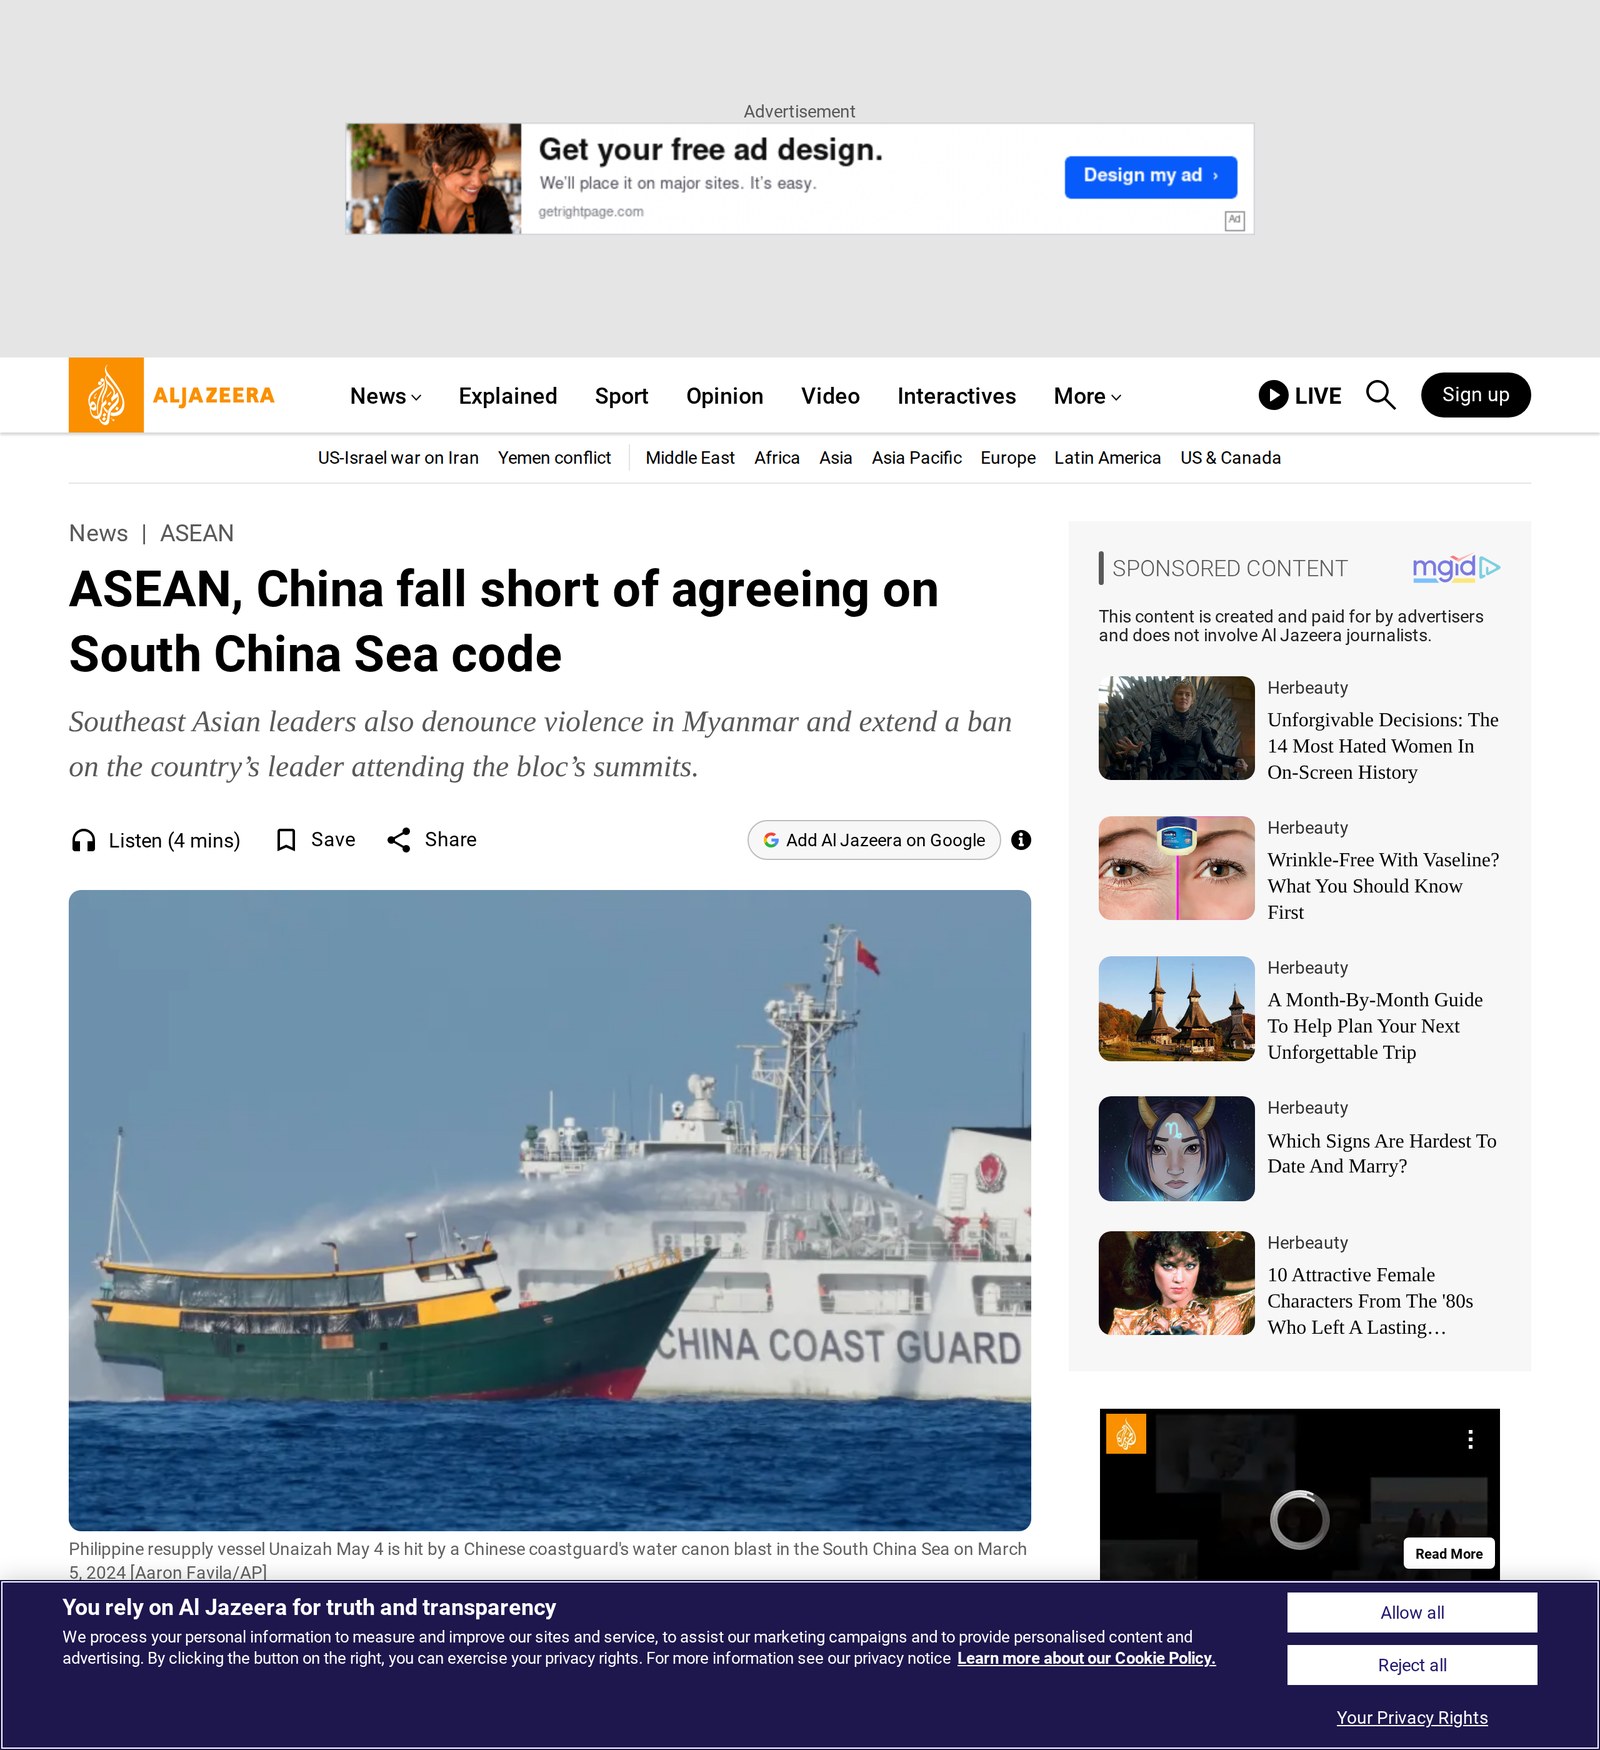 Advertisement
Get your free ad design.
We'll place it on major sites. It's easy.
getrightpage.com
Design my ad ›
Ad
ALJAZEERA
News
Explained
Sport
Opinion
Video
Interactives
More
LIVE
Sign up
US-Israel war on Iran
Yemen conflict
Middle East
Africa
Asia
Asia Pacific
Europe
Latin America
US & Canada
News | ASEAN
ASEAN, China fall short of agreeing on
South China Sea code
Southeast Asian leaders also denounce violence in Myanmar and extend a ban
on the country’s leader attending the bloc’s summits.
Listen (4 mins)
Save
Share
Add Al Jazeera on Google
CHINA COAST GUARD
Philippine resupply vessel Unaizah May 4 is hit by a Chinese coastguard's water canon blast in the South China Sea on March
5, 2024 [Aaron Favila/AP]
SPONSORED CONTENT
mgid
This content is created and paid for by advertisers
and does not involve Al Jazeera journalists.
Herbeauty
Unforgivable Decisions: The
14 Most Hated Women In
On-Screen History
Herbeauty
Wrinkle-Free With Vaseline?
What You Should Know
First
Herbeauty
A Month-By-Month Guide
To Help Plan Your Next
Unforgettable Trip
Herbeauty
Which Signs Are Hardest To
Date And Marry?
Herbeauty
10 Attractive Female
Characters From The '80s
Who Left A Lasting…
Read More
You rely on Al Jazeera for truth and transparency
We process your personal information to measure and improve our sites and service, to assist our marketing campaigns and to provide personalised content and
advertising. By clicking the button on the right, you can exercise your privacy rights. For more information see our privacy notice Learn more about our Cookie Policy.
Allow all
Reject all
Your Privacy Rights